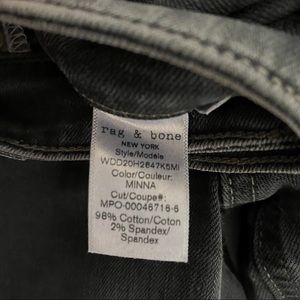 rag & bone
NEW YORK
Style/Modele
WDD20H2647K5MI
Color/Couleur:
MINNA
Cut/Coupe#:
MPO-00046716-6
98% Cotton/Coton
2% Spandex/
Spandex